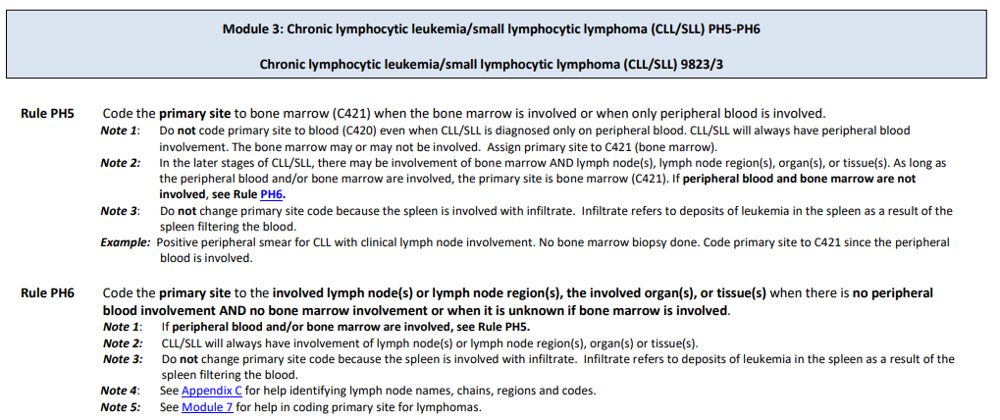 Module 3: Chronic lymphocytic leukemia/small lymphocytic lymphoma (CLL/SLL) PH5-PH6
Chronic lymphocytic leukemia/small lymphocytic lymphoma (CLL/SLL) 9823/3
Rule PH5 Code the primary site to bone marrow (C421) when the bone marrow is involved or when only peripheral blood is involved.
Note 1: Do not code primary site to blood (C420) even when CLL/SLL is diagnosed only on peripheral blood. CLL/SLL will always have peripheral blood
involvement. The bone marrow may or may not be involved. Assign primary site to C421 (bone marrow).
Note 2: In the later stages of CLL/SLL, there may be involvement of bone marrow AND lymph node(s), lymph node region(s), organ(s), or tissue(s). As long as
the peripheral blood and/or bone marrow are involved, the primary site is bone marrow (C421). If peripheral blood and bone marrow are not
involved, see Rule PH6.
Note 3: Do not change primary site code because the spleen is involved with infiltrate. Infiltrate refers to deposits of leukemia in the spleen as a result of the
spleen filtering the blood.
Example: Positive peripheral smear for CLL with clinical lymph node involvement. No bone marrow biopsy done. Code primary site to C421 since the peripheral
blood is involved.
Rule PH6 Code the primary site to the involved lymph node(s) or lymph node region(s), the involved organ(s), or tissue(s) when there is no peripheral
blood involvement AND no bone marrow involvement or when it is unknown if bone marrow is involved.
Note 1: If peripheral blood and/or bone marrow are involved, see Rule PH5.
Note 2: CLL/SLL will always have involvement of lymph node(s) or lymph node region(s), organ(s) or tissue(s).
Note 3: Do not change primary site code because the spleen is involved with infiltrate. Infiltrate refers to deposits of leukemia in the spleen as a result of the
spleen filtering the blood.
Note 4: See Appendix C for help identifying lymph node names, chains, regions and codes.
Note 5: See Module 7 for help in coding primary site for lymphomas.